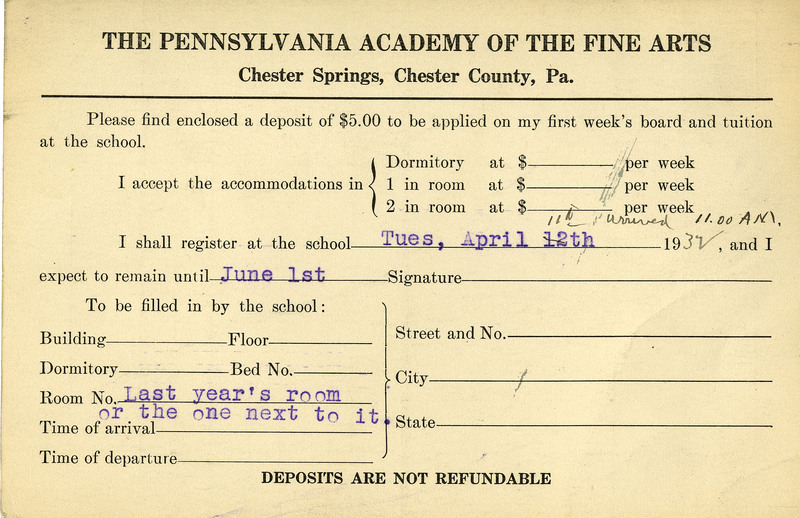 THE PENNSYLVANIA ACADEMY OF THE FINE ARTS
Chester Springs, Chester County, Pa.
Please find enclosed a deposit of $5.00 to be applied on my first week's board and tuition
at the school.
I accept the accommodations in
Dormitory at $ per week
1 in room at $ per week
2 in room at $ per week
11th arrived 11.00 AM.
I shall register at the school Tues, April 12th 1932, and I
expect to remain until June 1st Signature
To be filled in by the school:
Building Floor
Dormitory Bed No.
Room No. Last year's room
or the one next to it.
Time of arrival
Time of departure
Street and No.
City
State
DEPOSITS ARE NOT REFUNDABLE